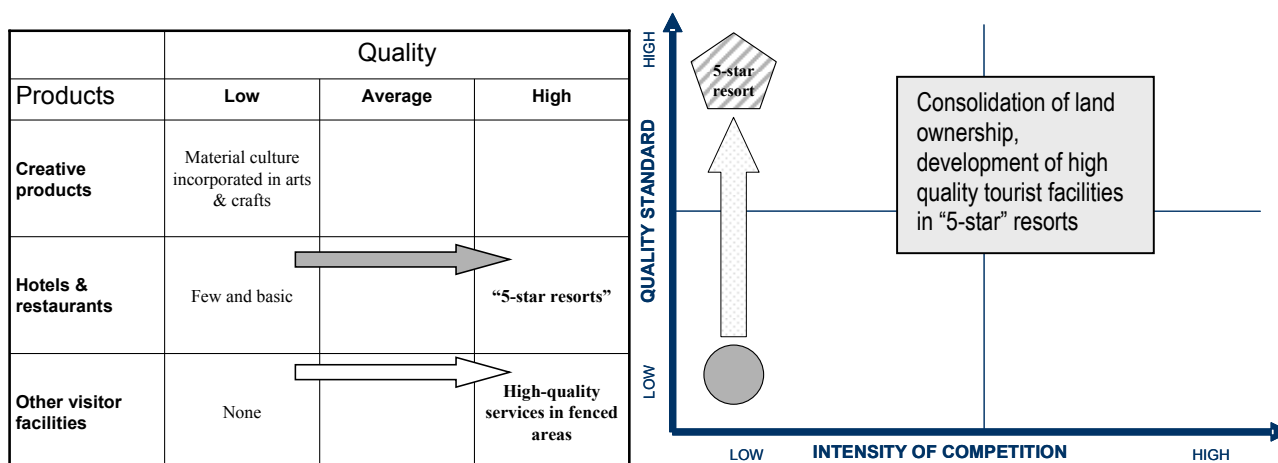 Quality
Products
Low
Average
High
Creative
products
Material culture
incorporated in arts
& crafts
Hotels &
restaurants
Few and basic
“5-star resorts”
Other visitor
facilities
None
High-quality
services in fenced
areas
HIGH
QUALITY STANDARD
LOW
5-star
resort
Consolidation of land
ownership,
development of high
quality tourist facilities
in “5-star” resorts
LOW
INTENSITY OF COMPETITION
HIGH